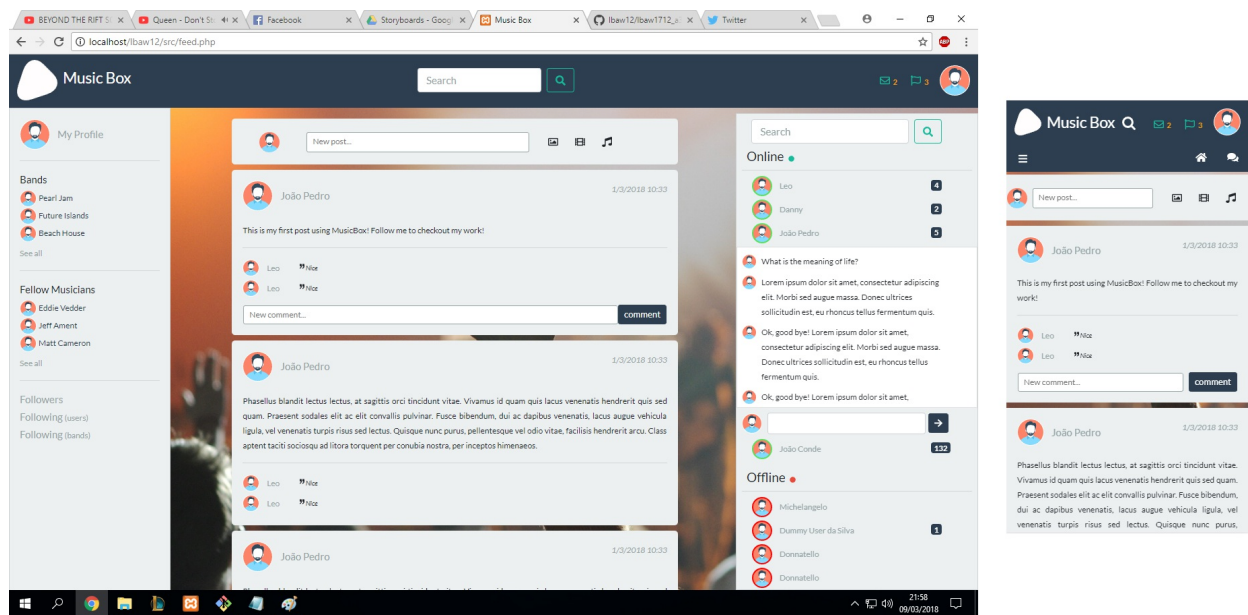 BEYOND THE RIFT S
Queen - Don't St
Facebook
Storyboards - Goog
Music Box
Twitter
localhost/lbaw12/src/feed.php
ABP
Music Box
Search
2
3
My Profile
Bands
Pearl Jam
Future Islands
Beach House
See all
Fellow Musicians
Eddie Vedder
Jeff Ament
Matt Cameron
See all
Followers
Following (users)
Following (bands)
New post...
João Pedro
1/3/2018 10:33
This is my first post using MusicBox! Follow me to checkout my work!
Leo
Nice
Leo
Nice
New comment...
comment
João Pedro
1/3/2018 10:33
Phasellus blandit lectus lectus, at sagittis orci tincidunt vitae. Vivamus id quam quis lacus venenatis hendrerit quis sed
quam. Praesent sodales elit ac elit convallis pulvinar. Fusce bibendum, dui ac dapibus venenatis, lacus augue vehicula
ligula, vel venenatis turpis risus sed lectus. Quisque nunc purus, pellentesque vel odio vitae, facilisis hendrerit arcu. Class
aptent taciti sociosqu ad litora torquent per conubia nostra, per inceptos himenaeos.
Leo
Nice
Leo
Nice
João Pedro
1/3/2018 10:33
Search
Online
Leo
4
Danny
2
João Pedro
5
What is the meaning of life?
Lorem ipsum dolor sit amet, consectetur adipiscing
elit. Morbi sed augue massa. Donec ultrices
sollicitudin est, eu rhoncus tellus fermentum quis.
Ok, good bye! Lorem ipsum dolor sit amet,
consectetur adipiscing elit. Morbi sed augue massa.
Donec ultrices sollicitudin est, eu rhoncus tellus
fermentum quis.
Ok, good bye! Lorem ipsum dolor sit amet,
João Conde
132
Offline
Michelangelo
Dummy User da Silva
1
Donnatello
Donnatello
21:58
09/03/2018
Music Box
2
3
New post...
João Pedro
1/3/2018 10:33
This is my first post using MusicBox! Follow me to checkout my
work!
Leo
Nice
Leo
Nice
New comment...
comment
João Pedro
1/3/2018 10:33
Phasellus blandit lectus lectus, at sagittis orci tincidunt vitae.
Vivamus id quam quis lacus venenatis hendrerit quis sed quam.
Praesent sodales elit ac elit convallis pulvinar. Fusce bibendum,
dui ac dapibus venenatis, lacus augue vehicula ligula, vel
venenatis turpis risus sed lectus. Quisque nunc purus,